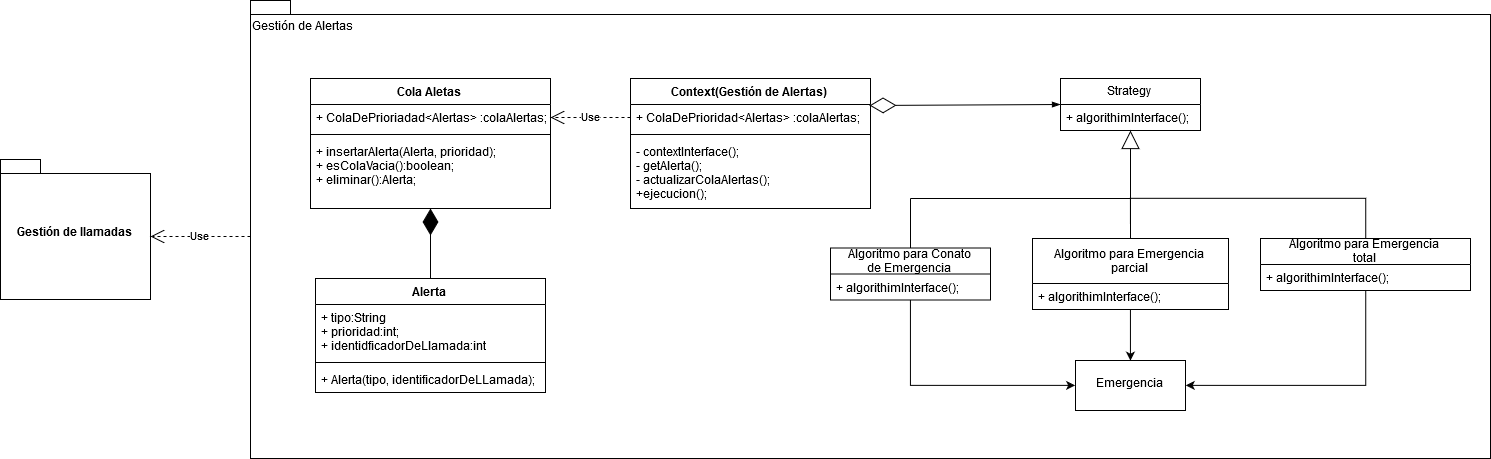 Gestión de Alertas
Gestión de llamadas
Use
Cola Aletas
+ ColaDePrioriadad<Alertas> :colaAlertas;
+ insertarAlerta(Alerta, prioridad);
+ esColaVacia():boolean;
+ eliminar():Alerta;
Use
Context(Gestión de Alertas)
+ ColaDePrioridad<Alertas> :colaAlertas;
- contextInterface();
- getAlerta();
- actualizarColaAlertas();
+ejecucion();
Strategy
+ algorithimInterface();
Alerta
+ tipo:String
+ prioridad:int;
+ identidficadorDeLlamada:int
+ Alerta(tipo, identificadorDeLLamada);
Algoritmo para Conato
de Emergencia
+ algorithimInterface();
Algoritmo para Emergencia
parcial
+ algorithimInterface();
Algoritmo para Emergencia
total
+ algorithimInterface();
Emergencia